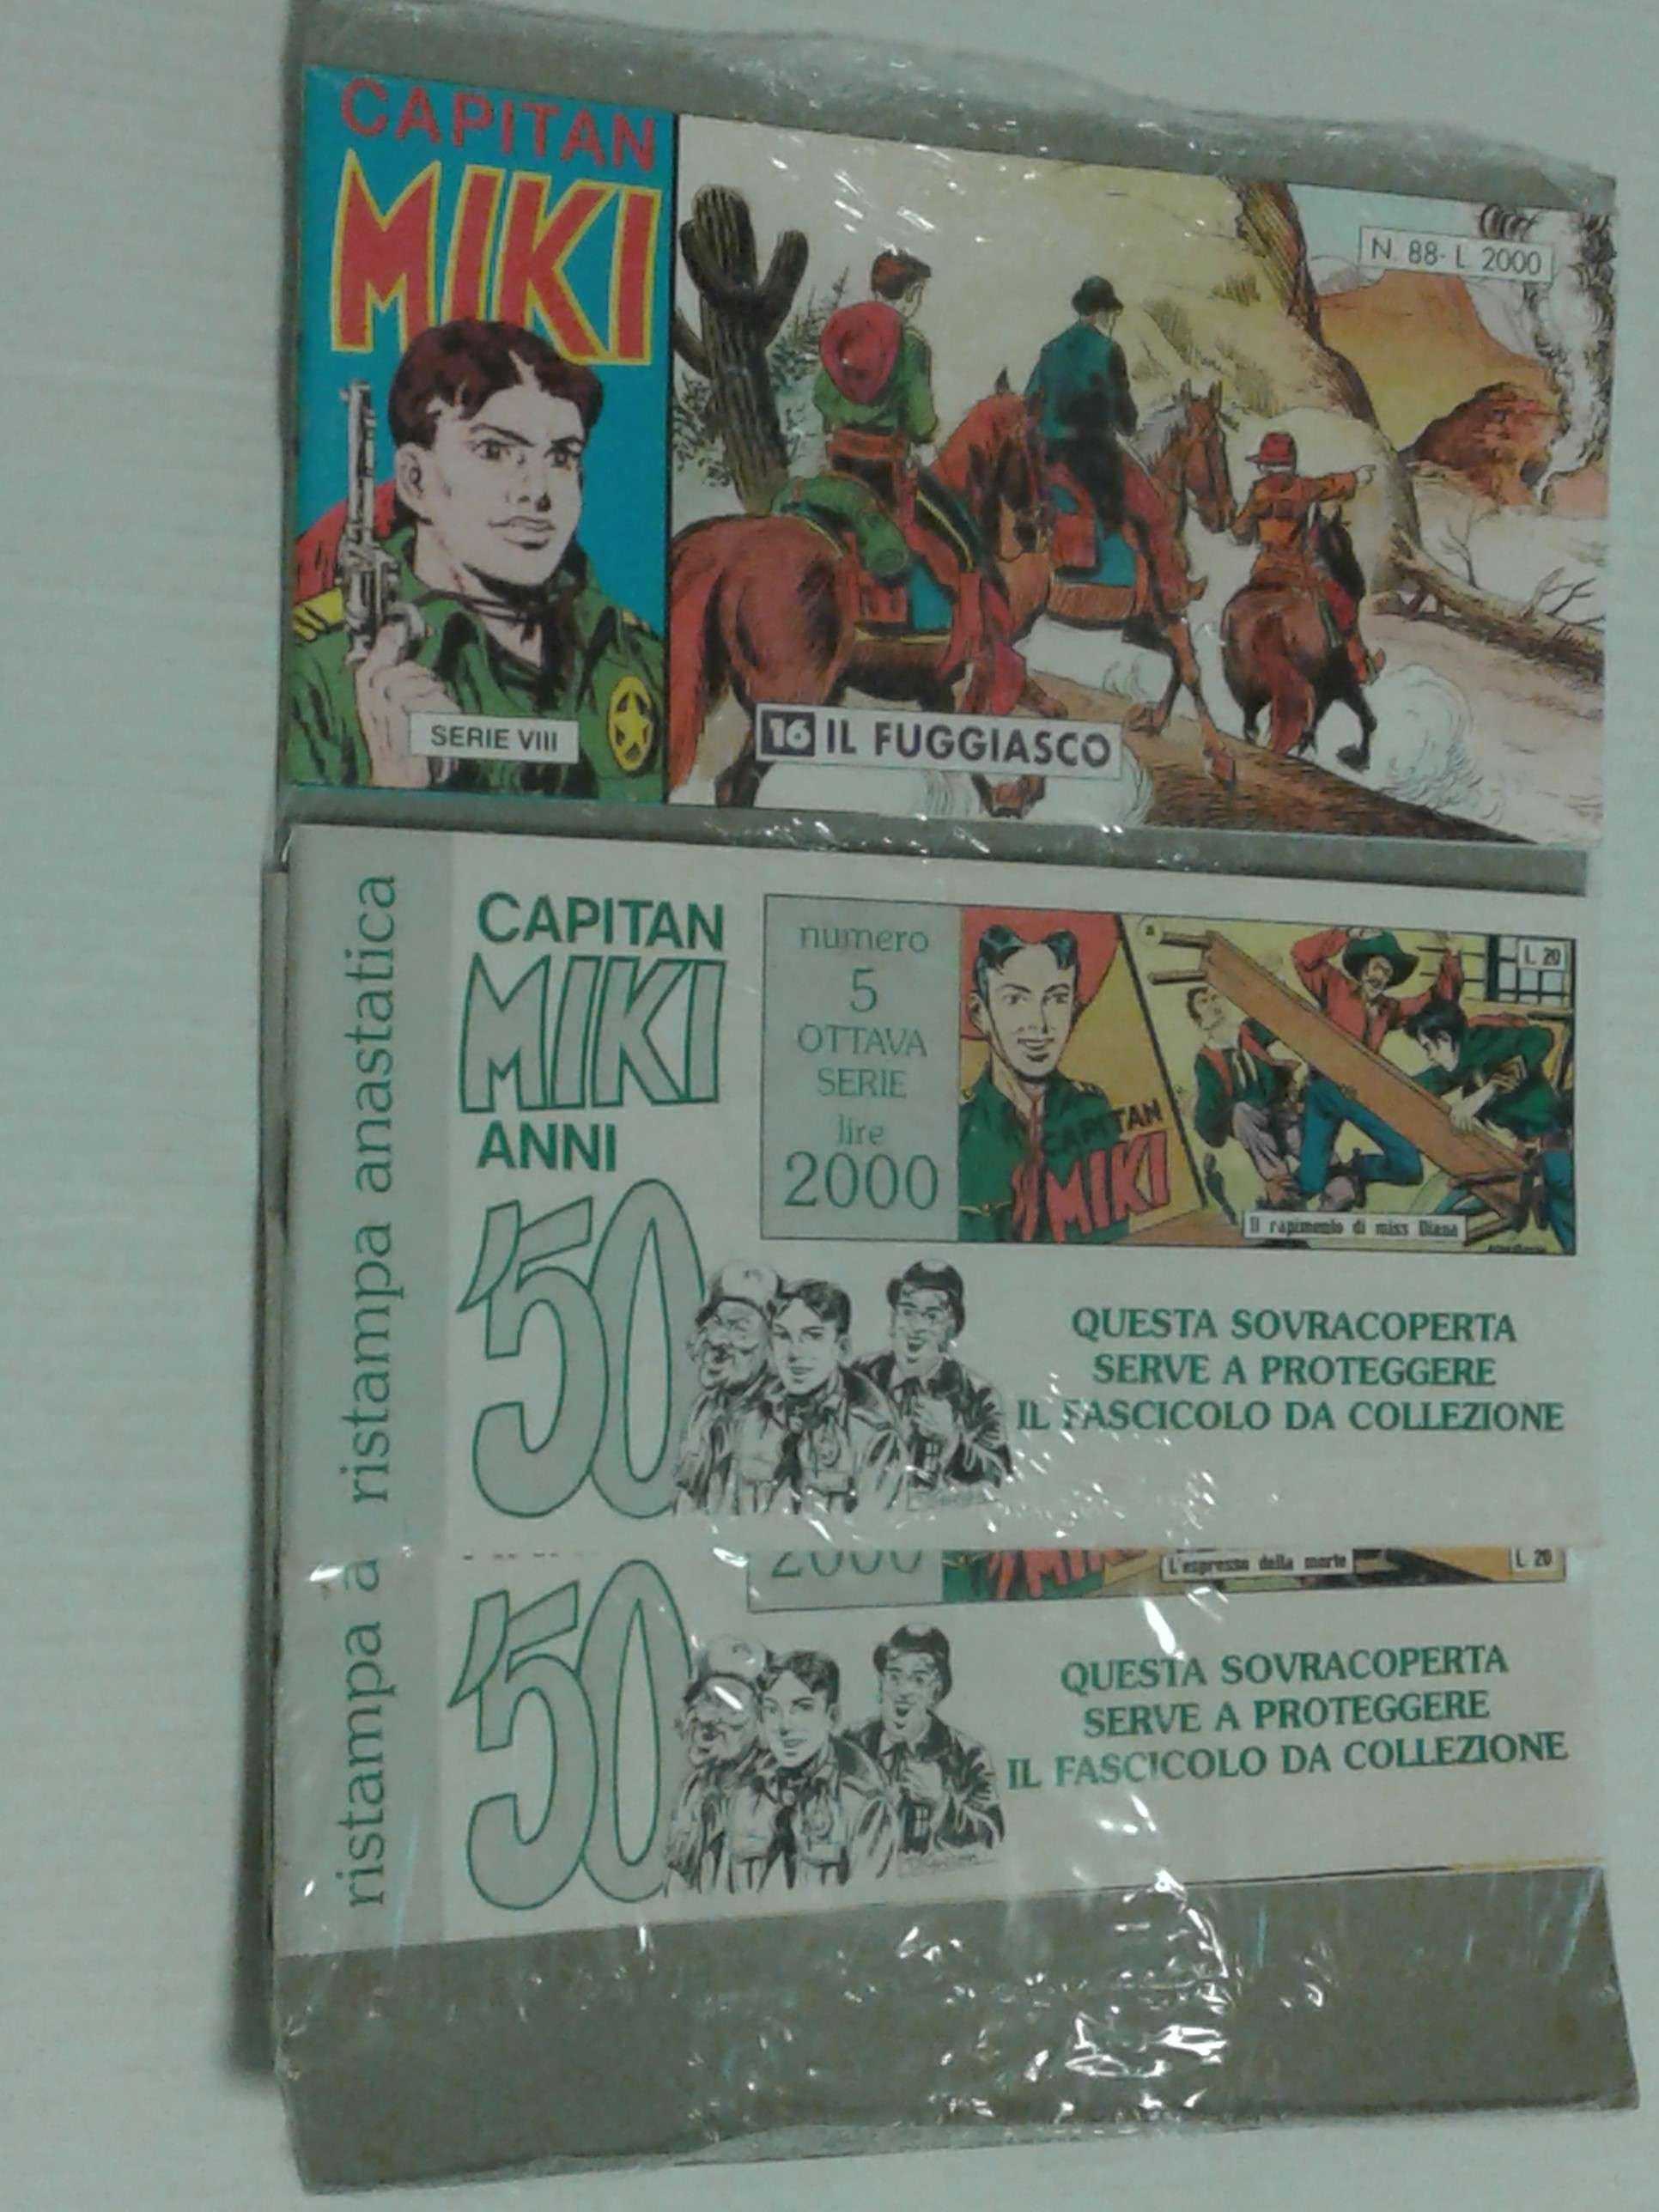 CAPITAN
MIKI
SERIE VIII
N. 88- L. 2000
16 IL FUGGIASCO
ristampa anastatica
CAPITAN
MIKI
ANNI
'50
numero
5
OTTAVA
SERIE
lire
2000
CAPITAN
MIKI
L. 20
Il rapimento di miss Diana
QUESTA SOVRACOPERTA
SERVE A PROTEGGERE
IL FASCICOLO DA COLLEZIONE
ristampa a
'50
2000
L'espresso della morte
L. 20
QUESTA SOVRACOPERTA
SERVE A PROTEGGERE
IL FASCICOLO DA COLLEZIONE